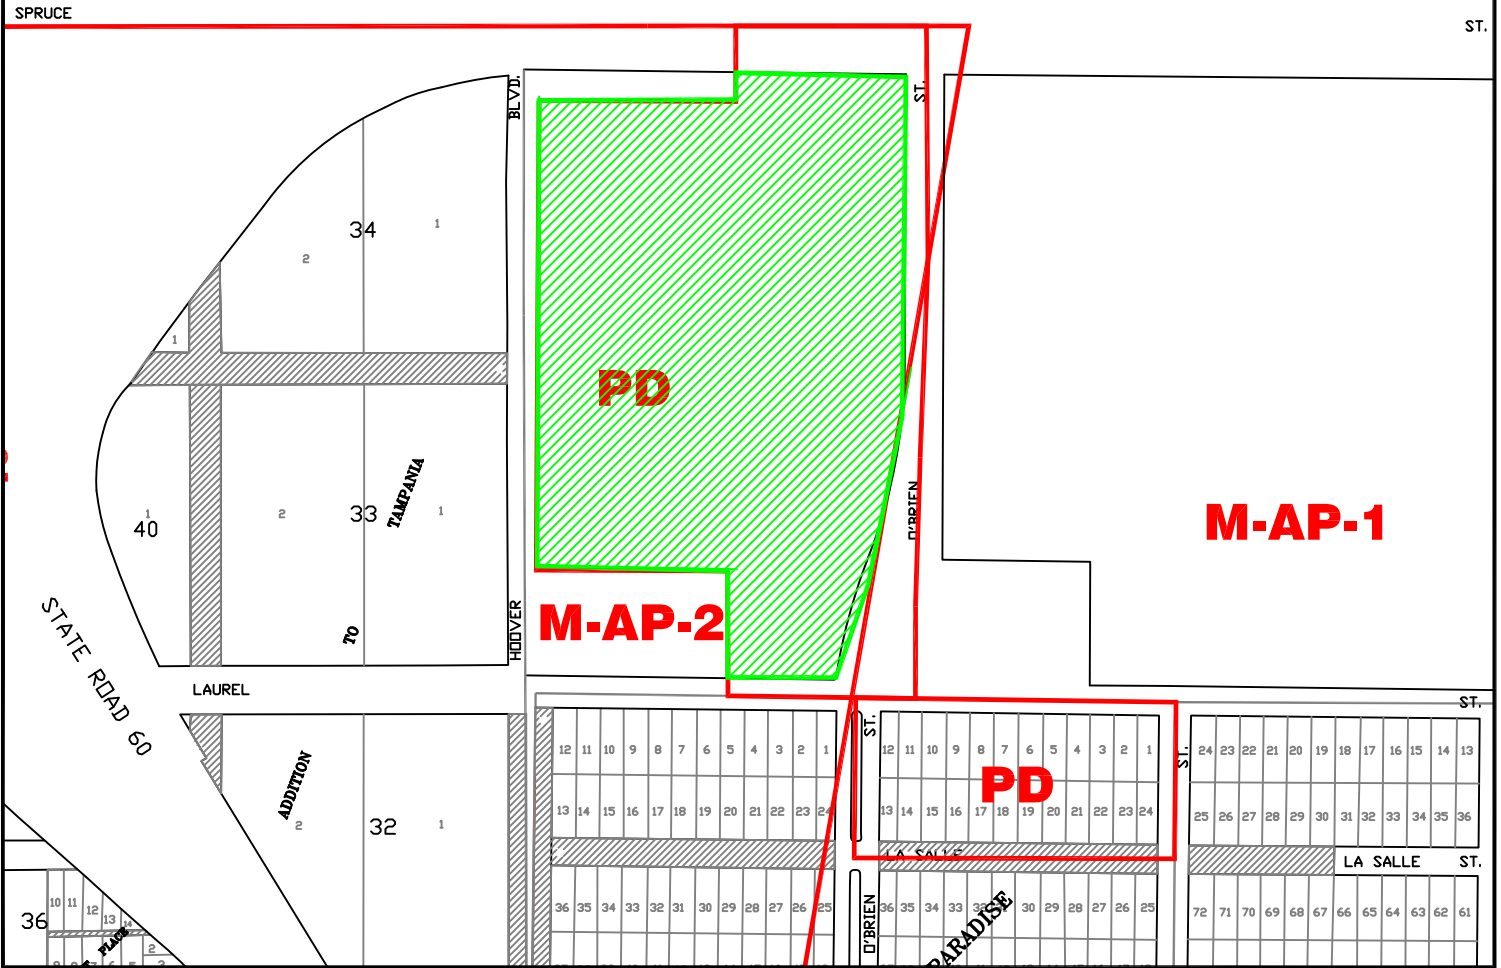 SPRUCE
ST.
BLVD.
ST.
34
1
2
1
PD
TAMPANIA
O'BRIEN
M-AP-1
1
40
2
33
1
HOOVER
M-AP-2
TO
STATE ROAD 60
LAUREL
ST.
ST.
ST.
12 11 10 9 8 7 6 5 4 3 2 1
12 11 10 9 8 7 6 5 4 3 2 1
24 23 22 21 20 19 18 17 16 15 14 13
PD
ADDITION
2
32
1
13 14 15 16 17 18 19 20 21 22 23 24
13 14 15 16 17 18 19 20 21 22 23 24
25 26 27 28 29 30 31 32 33 34 35 36
LA SALLE
LA SALLE ST.
36
10 11 12 13 14
PLACE
2
36 35 34 33 32 31 30 29 28 27 26 25
O'BRIEN
36 35 34 33 32 30 29 28 27 26 25
PARADISE
72 71 70 69 68 67 66 65 64 63 62 61